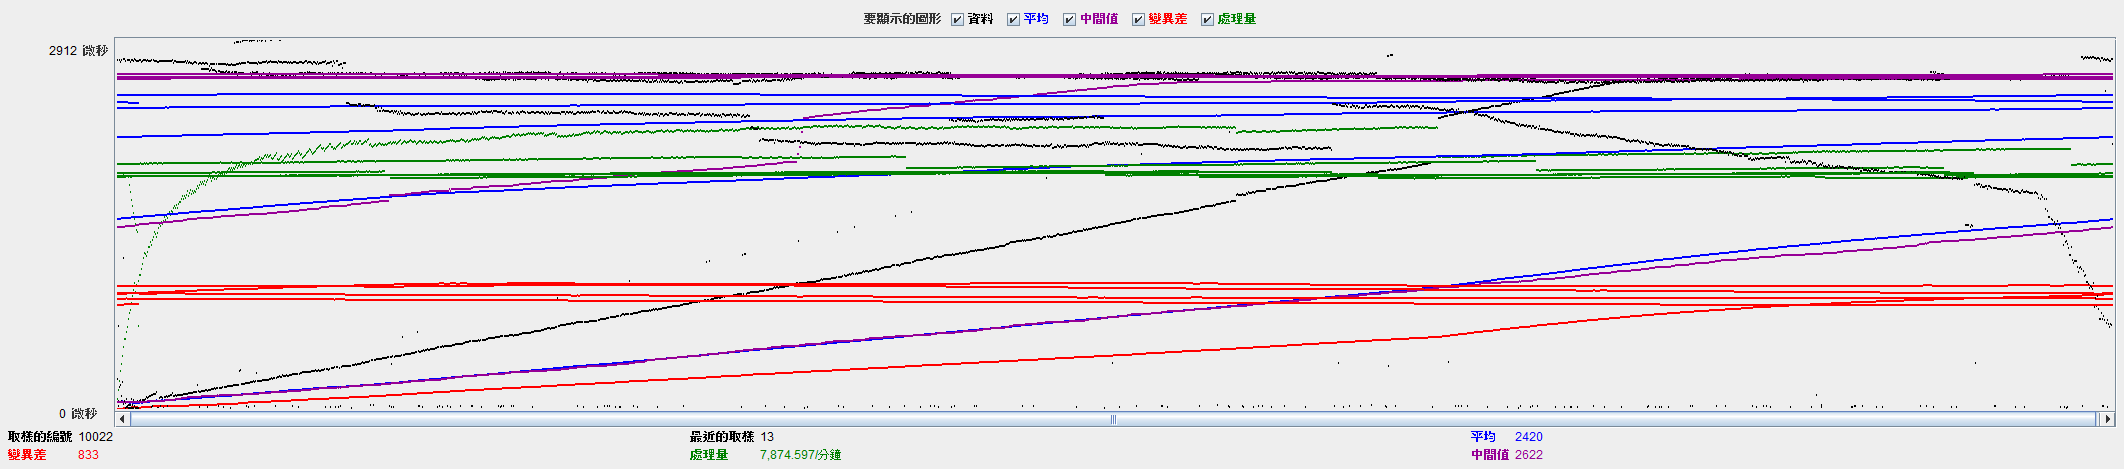 要顯示的圖形 資料 平均 中間值 變異差 處理量
2912 微秒
0 微秒
取樣的編號 10022 最近的取樣 13 平均 2420
變異差 833 處理量 7,874.597/分鐘 中間值 2622